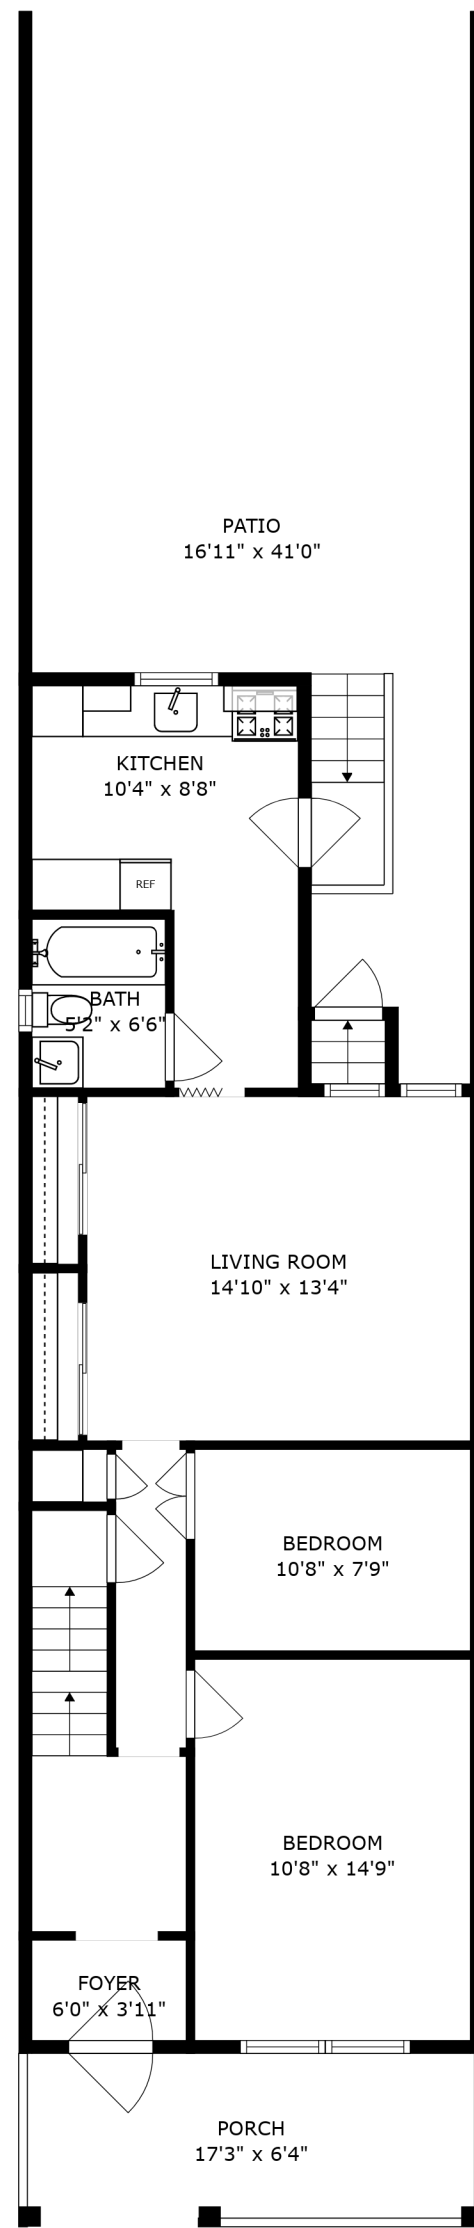 PATIO
16'11" x 41'0"
KITCHEN
10'4" x 8'8"
REF
BATH
5'2" x 6'6"
LIVING ROOM
14'10" x 13'4"
BEDROOM
10'8" x 7'9"
BEDROOM
10'8" x 14'9"
FOYER
6'0" x 3'11"
PORCH
17'3" x 6'4"